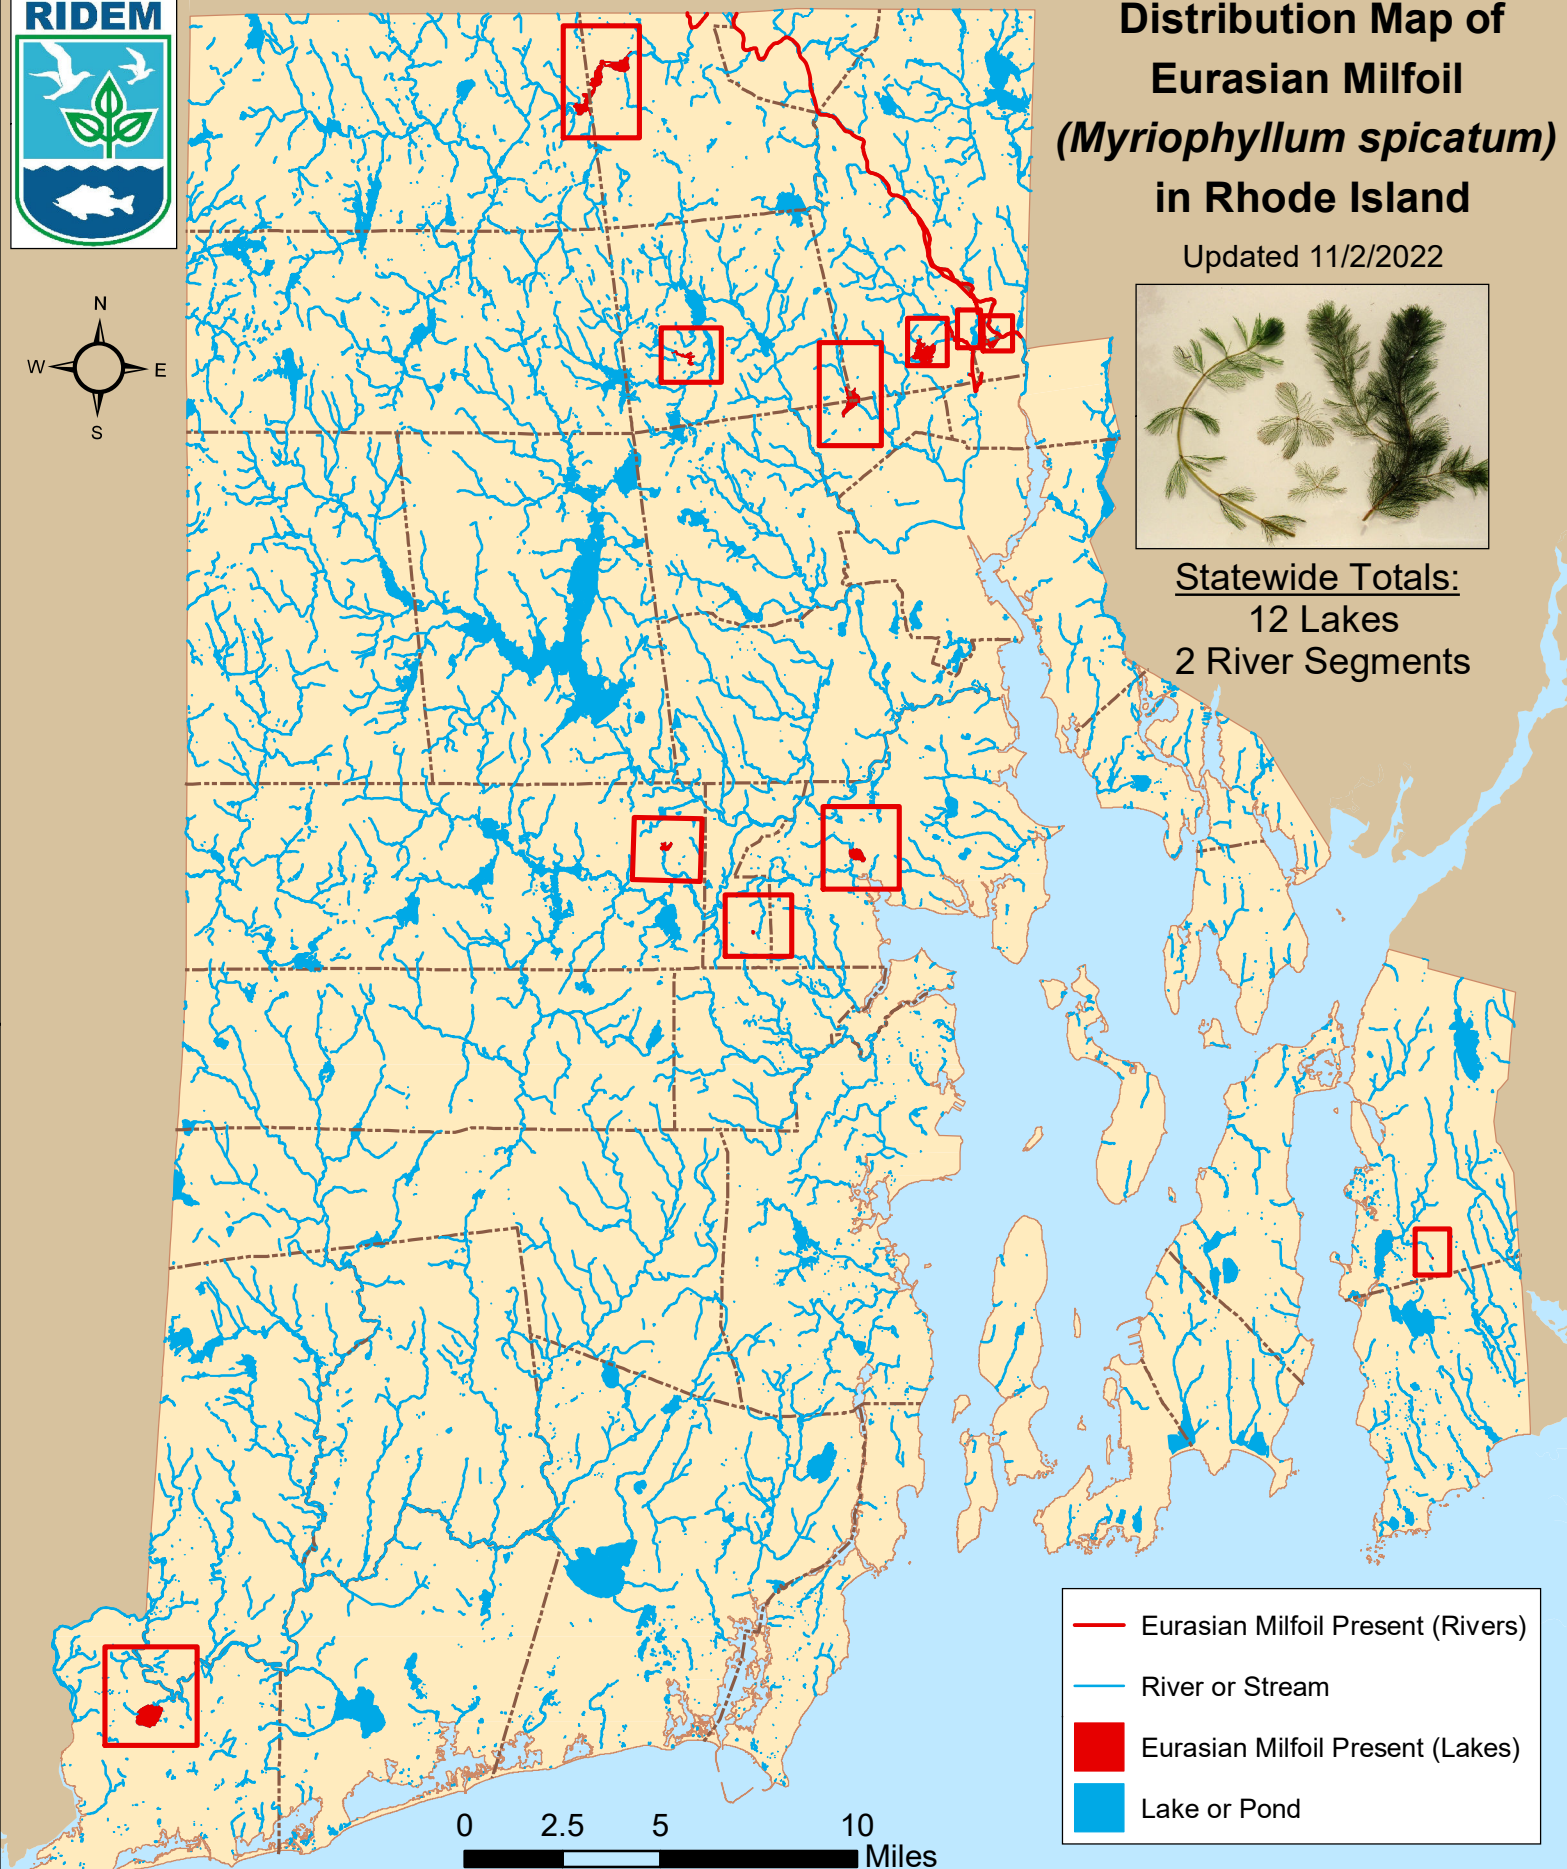 RIDEM
Distribution Map of
Eurasian Milfoil
(Myriophyllum spicatum)
in Rhode Island
Updated 11/2/2022
N
W
E
S
Statewide Totals:
12 Lakes
2 River Segments
Eurasian Milfoil Present (Rivers)
River or Stream
Eurasian Milfoil Present (Lakes)
Lake or Pond
0 2.5 5 10
Miles